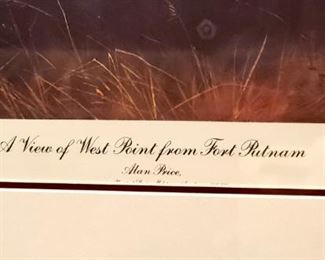 A View of West Point from Fort Putnam
Alan Price,